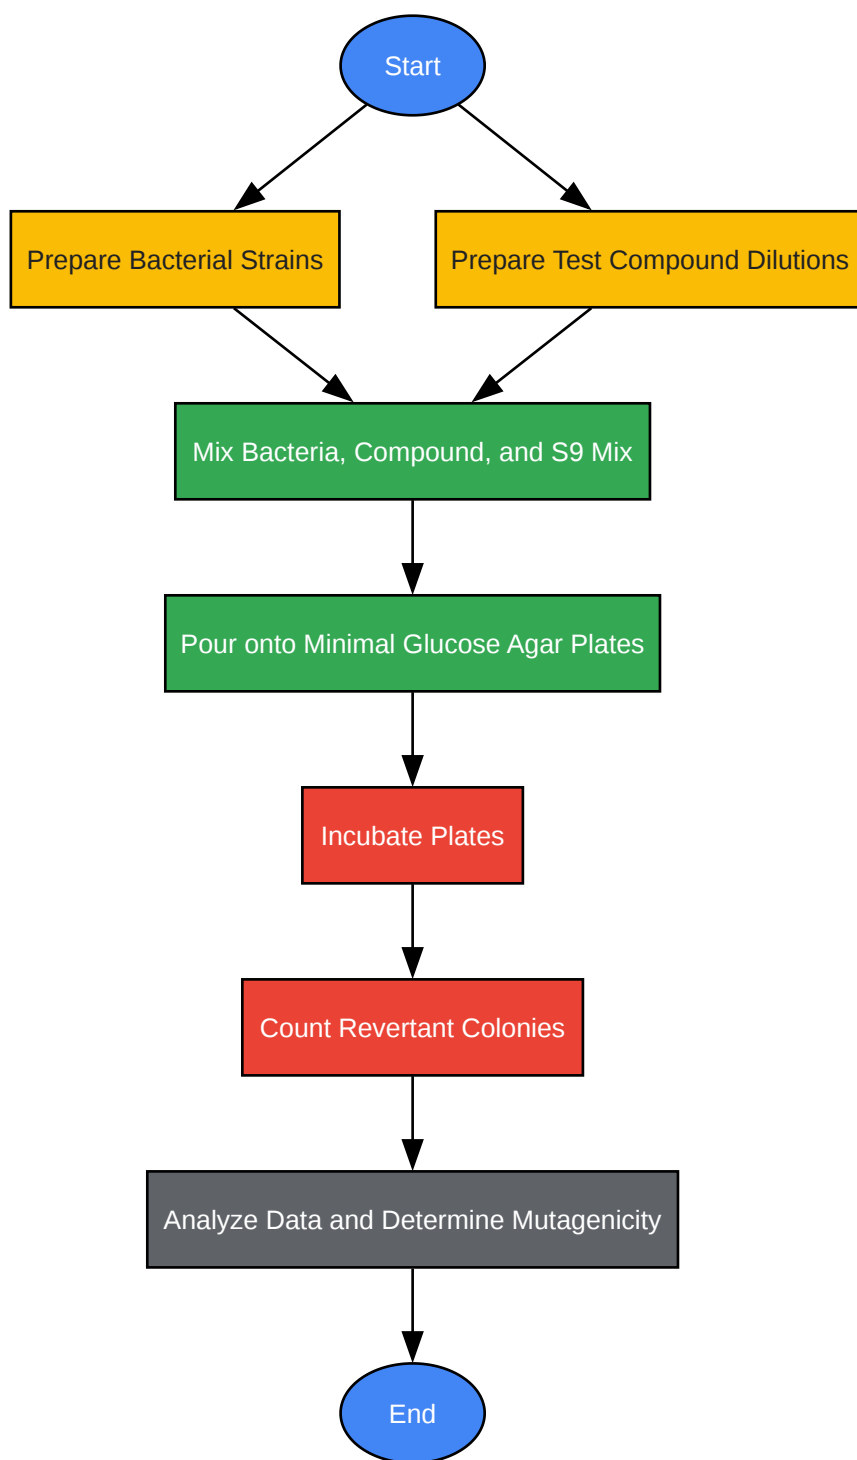 Start
Prepare Bacterial Strains
Prepare Test Compound Dilutions
Mix Bacteria, Compound, and S9 Mix
Pour onto Minimal Glucose Agar Plates
Incubate Plates
Count Revertant Colonies
Analyze Data and Determine Mutagenicity
End